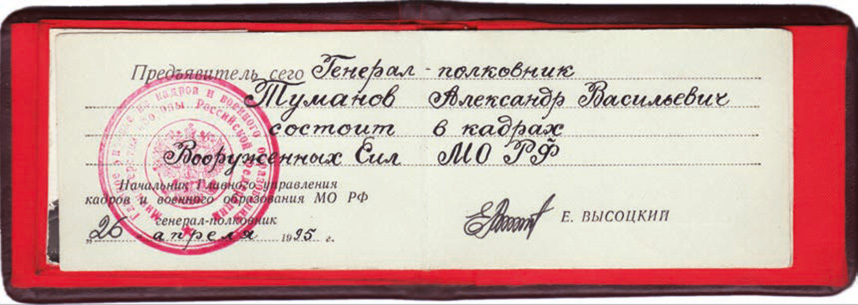 Предъявитель сего Генерал-полковник
Туманов Александр Васильевич
состоит в кадрах
Вооруженных Сил МО РФ
Начальник Главного управления
кадров и военного образования МО РФ
генерал-полковник
Е. ВЫСОЦКИЙ
„26 апреля 1995 г.